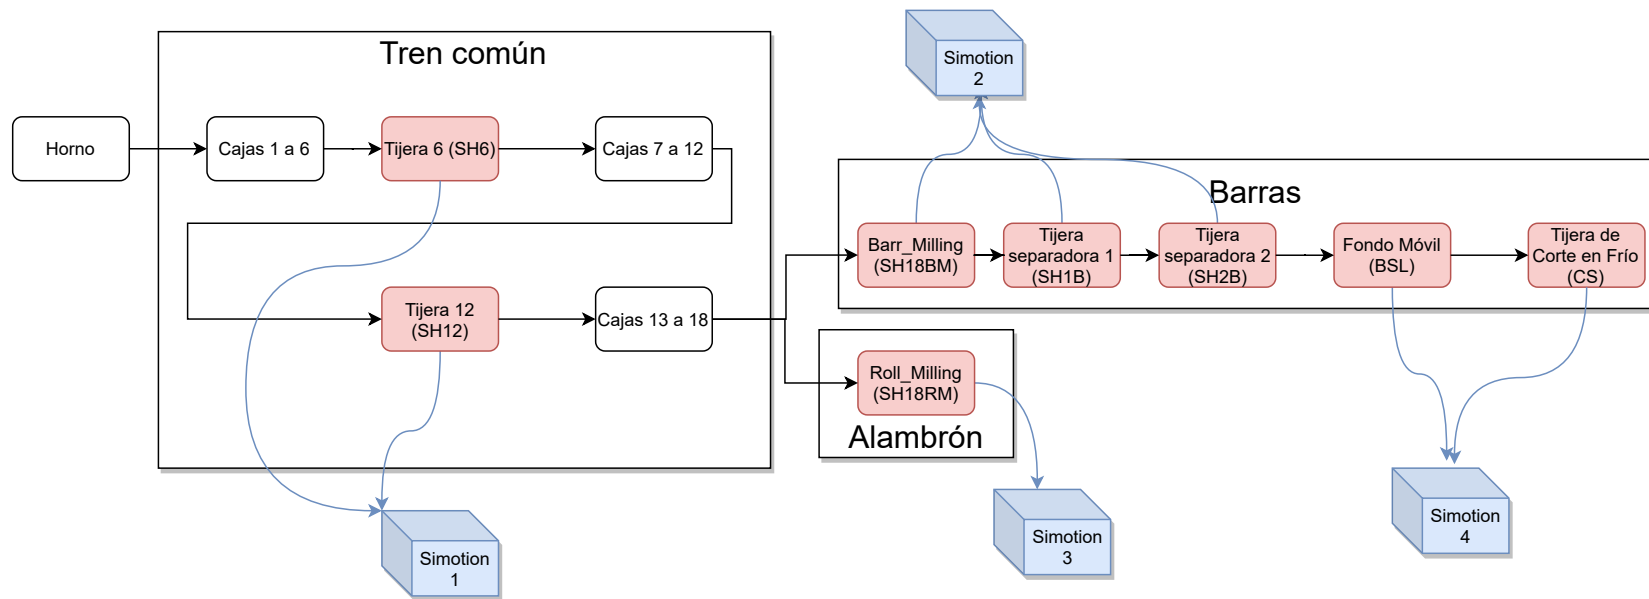 Tren común
Horno
Cajas 1 a 6
Tijera 6 (SH6)
Cajas 7 a 12
Tijera 12
(SH12)
Cajas 13 a 18
Simotion
1
Simotion
2
Barras
Barr_Milling
(SH18BM)
Tijera
separadora 1
(SH1B)
Tijera
separadora 2
(SH2B)
Fondo Móvil
(BSL)
Tijera de
Corte en Frío
(CS)
Roll_Milling
(SH18RM)
Alambrón
Simotion
3
Simotion
4